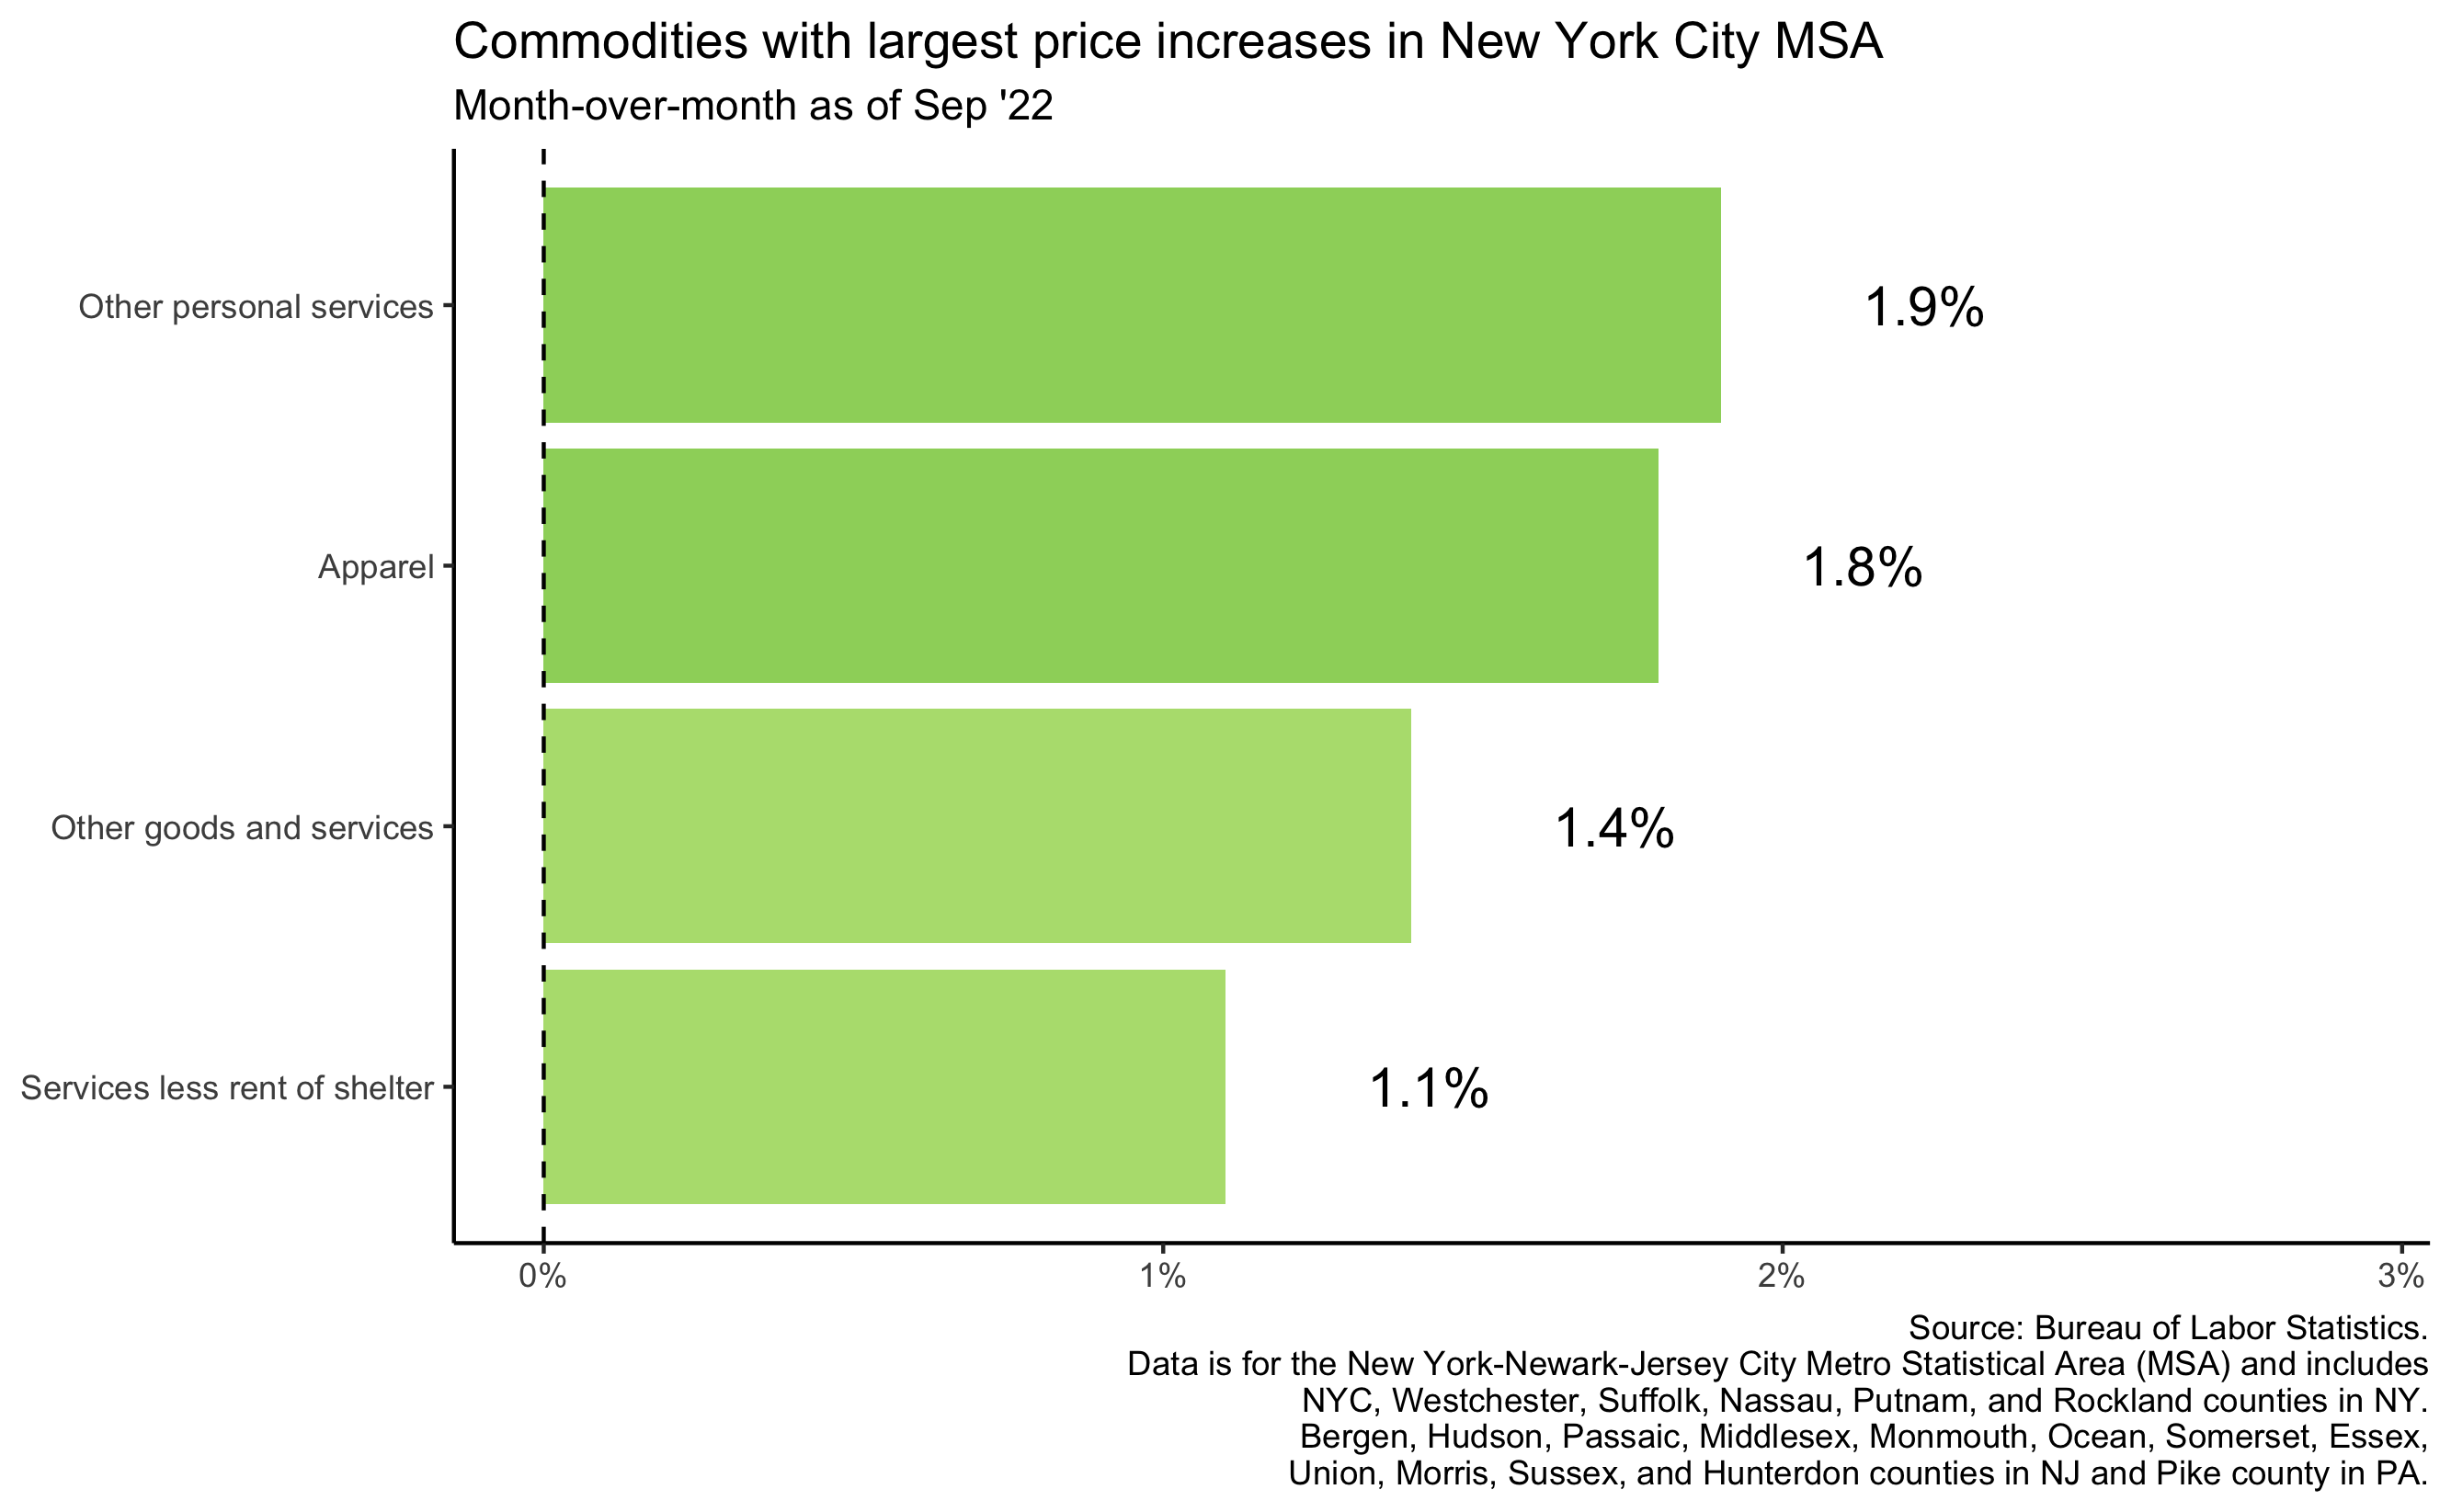 Commodities with largest price increases in New York City MSA
Month-over-month as of Sep '22
Other personal services
1.9%
Apparel
1.8%
Other goods and services
1.4%
Services less rent of shelter
1.1%
0%
1%
2%
3%
Source: Bureau of Labor Statistics.
Data is for the New York-Newark-Jersey City Metro Statistical Area (MSA) and includes
NYC, Westchester, Suffolk, Nassau, Putnam, and Rockland counties in NY.
Bergen, Hudson, Passaic, Middlesex, Monmouth, Ocean, Somerset, Essex,
Union, Morris, Sussex, and Hunterdon counties in NJ and Pike county in PA.